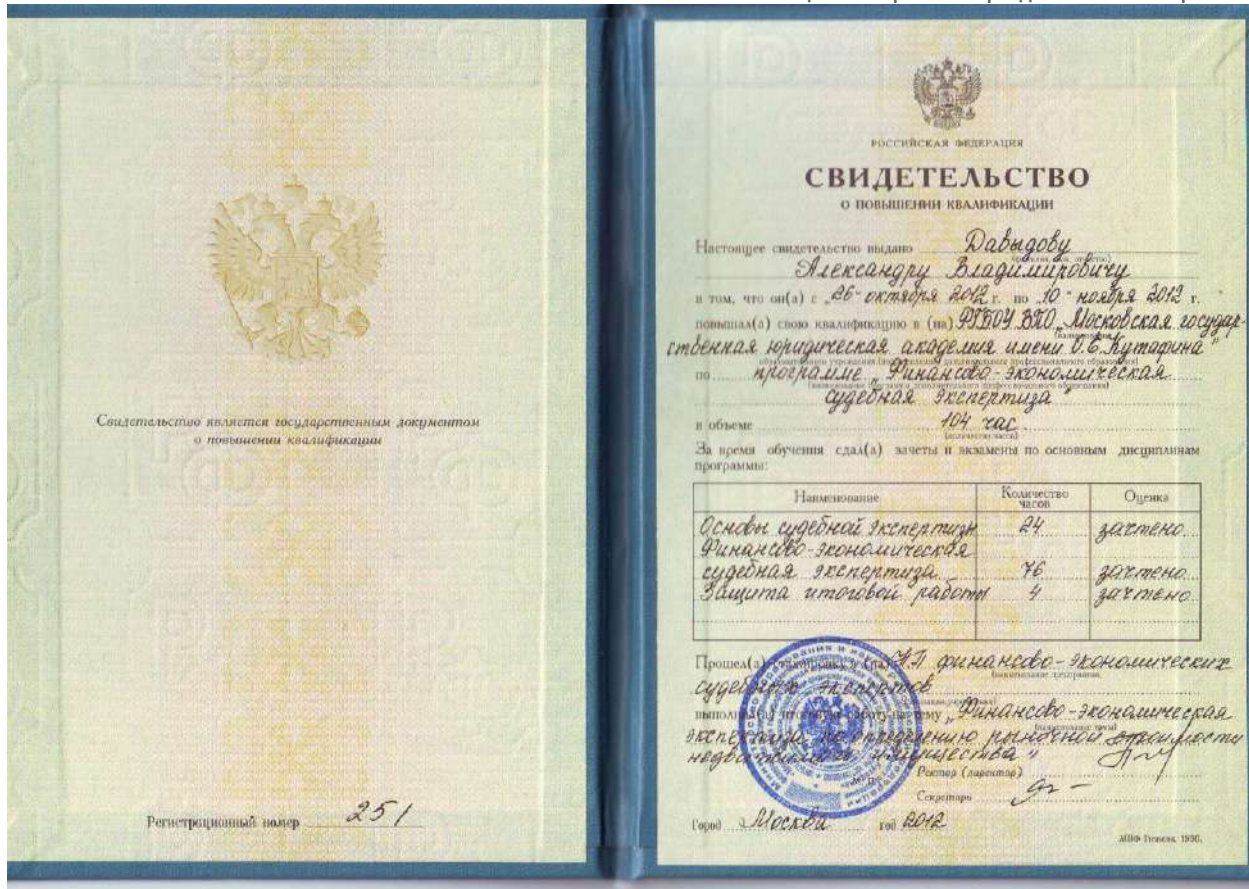 Свидетельство является государственным документом
о повышении квалификации
Регистрационный номер 251
РОССИЙСКАЯ ФЕДЕРАЦИЯ
СВИДЕТЕЛЬСТВО
О ПОВЫШЕНИИ КВАЛИФИКАЦИИ
Настоящее свидетельство выдано Давыдову
Александру Владимировичу
в том, что он(а) с „26" октября 2012 г. по „10" ноября 2012 г.
повышал(а) свою квалификацию в (на) ФГБОУ ВПО „Московская государ-
ственная юридическая академия имени О.Е.Кутафина"
по программе „Финансово-экономическая
судебная экспертиза"
в объеме 104 час.
(количество часов)
За время обучения сдал(а) зачеты и экзамены по основным дисциплинам
программы:
Наименование Количество часов Оценка
Основы судебной экспертизы 24 зачтено
Финансово-экономическая
судебная экспертиза 76 зачтено
Защита итоговой работы 4 зачтено
Прошел(а) стажировку в (на) НП финансово-экономических
судебных экспертов
выполнил(а) итоговую работу на тему „Финансово-экономическая
экспертиза по определению рыночной стоимости
недвижимого имущества"
Ректор (директор)
Секретарь
Город Москва год 2012